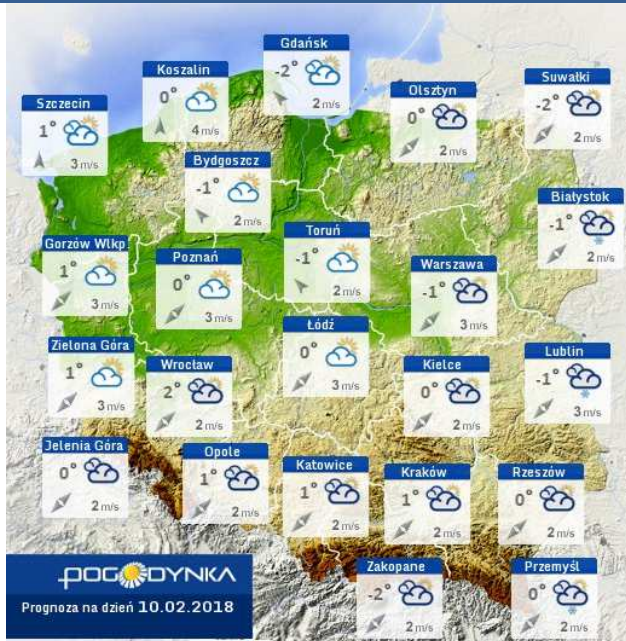 Gdańsk
-2°
2 m/s
Koszalin
0°
4 m/s
Olsztyn
0°
2 m/s
Suwałki
-2°
2 m/s
Szczecin
1°
3 m/s
Bydgoszcz
-1°
2 m/s
Białystok
-1°
2 m/s
Gorzów Wlkp
1°
3 m/s
Poznań
0°
3 m/s
Toruń
-1°
2 m/s
Warszawa
-1°
3 m/s
Zielona Góra
1°
3 m/s
Wrocław
2°
2 m/s
Łódź
0°
3 m/s
Kielce
0°
2 m/s
Lublin
-1°
3 m/s
Jelenia Góra
0°
2 m/s
Opole
1°
2 m/s
Katowice
1°
2 m/s
Kraków
1°
2 m/s
Rzeszów
0°
2 m/s
Zakopane
-2°
2 m/s
Przemyśl
0°
2 m/s
POGODYNKA
Prognoza na dzień 10.02.2018